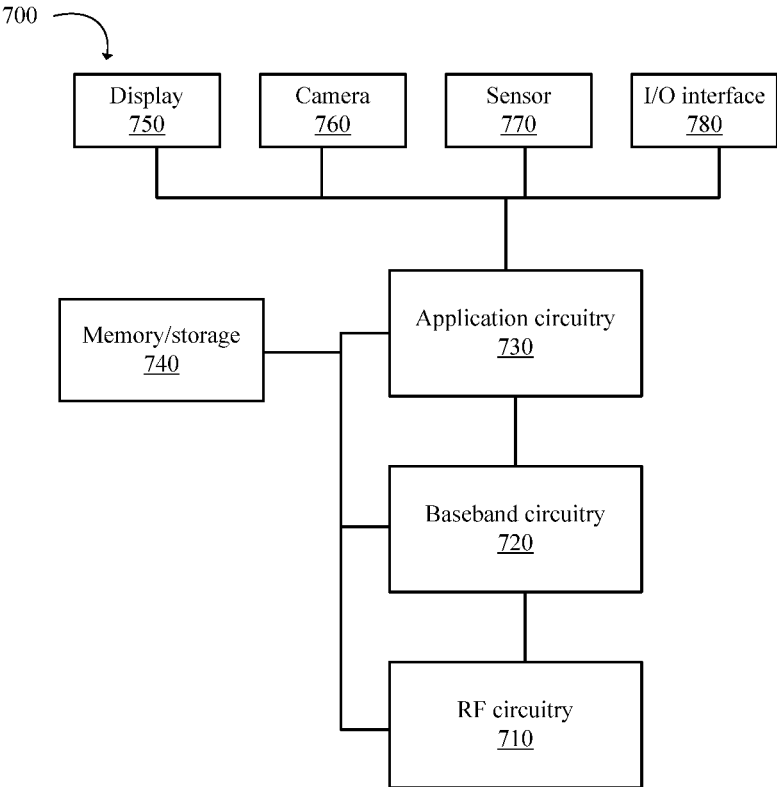 700
Display
750
Camera
760
Sensor
770
I/O interface
780
Application circuitry
730
Memory/storage
740
Baseband circuitry
720
RF circuitry
710